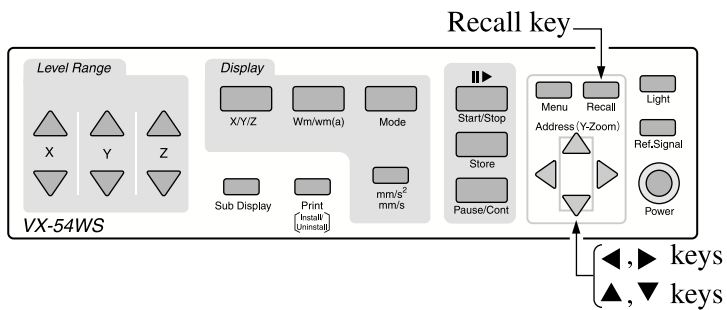 Recall key
Level Range
X
Y
Z
VX-54WS
Display
X/Y/Z
Wm/wm(a)
Mode
Sub Display
Print
[Install/
Uninstall]
mm/s²
mm/s
Start/Stop
Store
Pause/Cont
Menu
Recall
Address (Y-Zoom)
Light
Ref.Signal
Power
◀,▶ keys
▲,▼ keys